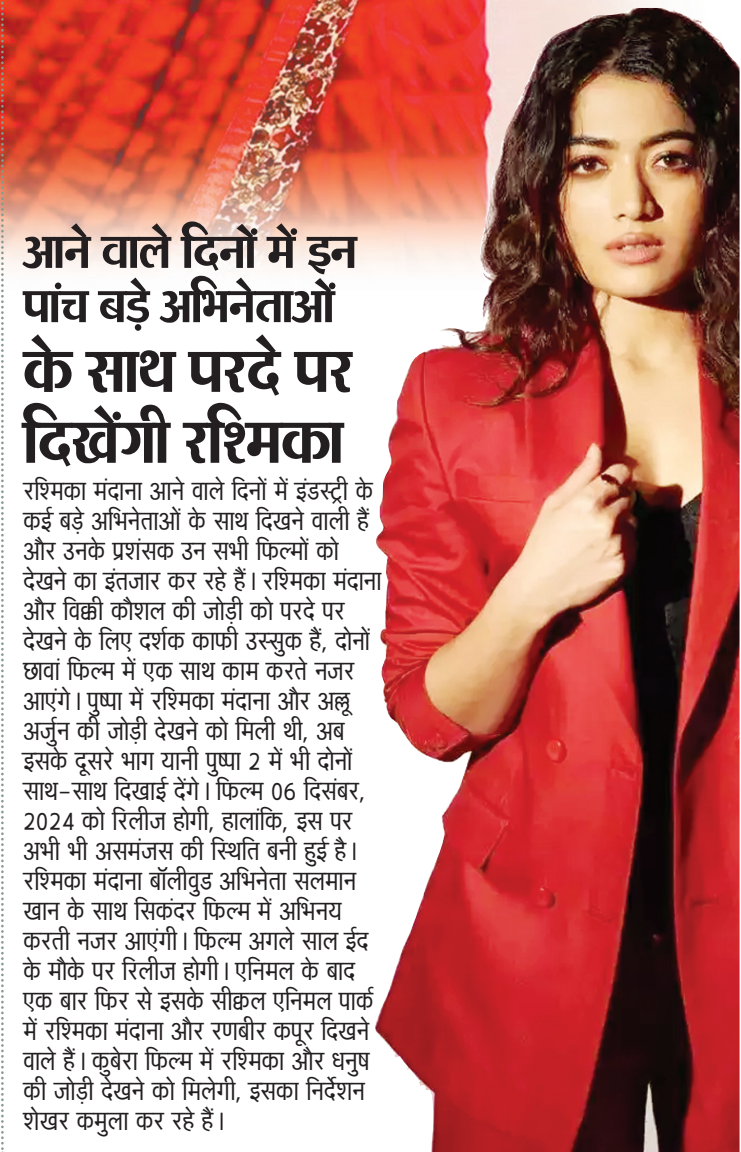 आने वाले दिनों में इन
पांच बड़े अभिनेताओं
के साथ परदे पर
दिखेंगी रश्मिका
रश्मिका मंदाना आने वाले दिनों में इंडस्ट्री के
कई बड़े अभिनेताओं के साथ दिखने वाली हैं
और उनके प्रशंसक उन सभी फिल्मों को
देखने का इंतजार कर रहे हैं। रश्मिका मंदाना
और विक्की कौशल की जोड़ी को परदे पर
देखने के लिए दर्शक काफी उस्सुक हैं, दोनों
छावां फिल्म में एक साथ काम करते नजर
आएंगे। पुष्पा में रश्मिका मंदाना और अल्लू
अर्जुन की जोड़ी देखने को मिली थी, अब
इसके दूसरे भाग यानी पुष्पा 2 में भी दोनों
साथ-साथ दिखाई देंगे। फिल्म 06 दिसंबर,
2024 को रिलीज होगी, हालांकि, इस पर
अभी भी असमंजस की स्थिति बनी हुई है।
रश्मिका मंदाना बॉलीवुड अभिनेता सलमान
खान के साथ सिकंदर फिल्म में अभिनय
करती नजर आएंगी। फिल्म अगले साल ईद
के मौके पर रिलीज होगी। एनिमल के बाद
एक बार फिर से इसके सीक्वल एनिमल पार्क
में रश्मिका मंदाना और रणबीर कपूर दिखने
वाले हैं। कुबेरा फिल्म में रश्मिका और धनुष
की जोड़ी देखने को मिलेगी, इसका निर्देशन
शेखर कमुला कर रहे हैं।